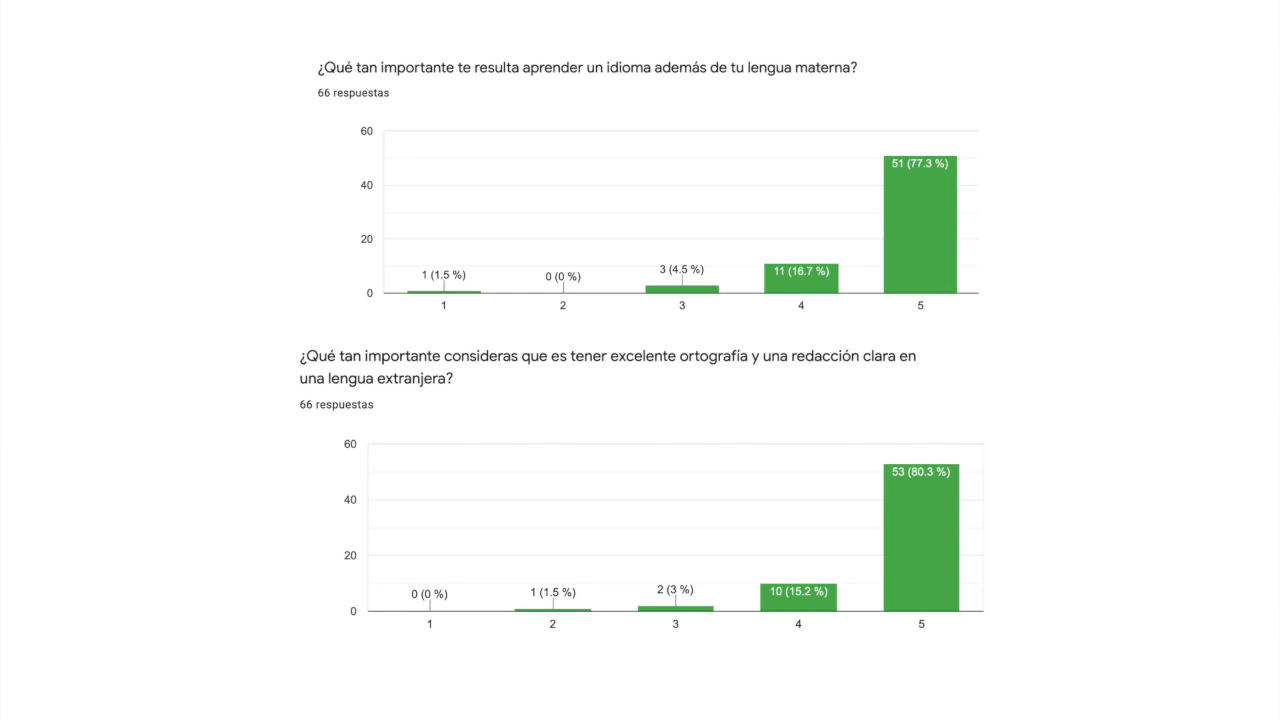 ¿Qué tan importante te resulta aprender un idioma además de tu lengua materna?
66 respuestas
60
40
20
0
1 (1.5 %)
0 (0 %)
3 (4.5 %)
11 (16.7 %)
51 (77.3 %)
1
2
3
4
5
¿Qué tan importante consideras que es tener excelente ortografía y una redacción clara en
una lengua extranjera?
66 respuestas
60
40
20
0
0 (0 %)
1 (1.5 %)
2 (3 %)
10 (15.2 %)
53 (80.3 %)
1
2
3
4
5